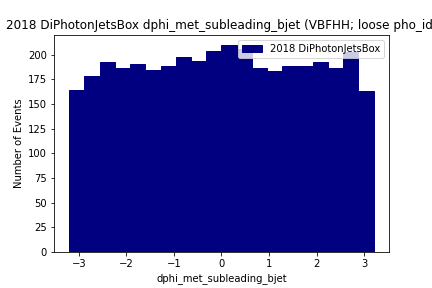 2018 DiPhotonJetsBox dphi_met_subleading_bjet (VBFHH; loose pho_id
2018 DiPhotonJetsBox
Number of Events
200
175
150
125
100
75
50
25
0
−3 −2 −1 0 1 2 3
dphi_met_subleading_bjet